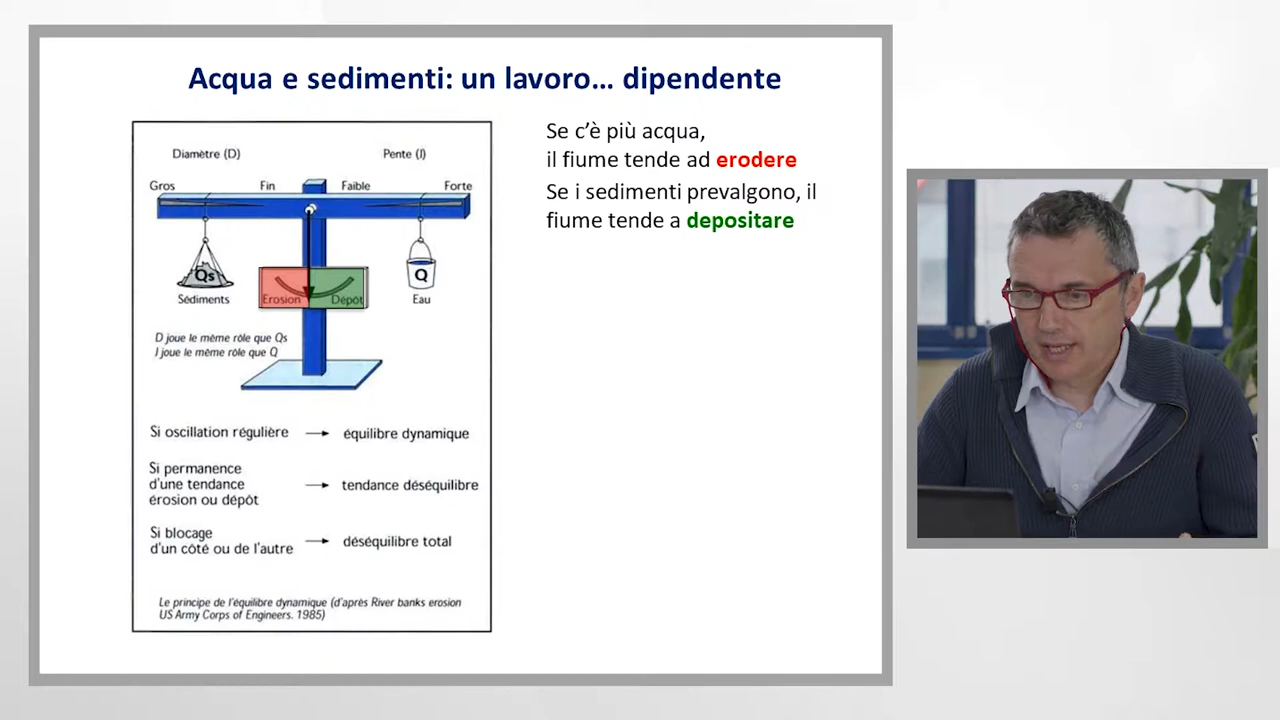 Acqua e sedimenti: un lavoro… dipendente
Diamètre (D)
Pente (J)
Gros
Fin
Faible
Forte
Qs
Q
Sédiments
Erosion
Dépôt
Eau
D joue le même rôle que Qs
J joue le même rôle que Q
Si oscillation régulière
équilibre dynamique
Si permanence
d'une tendance
érosion ou dépôt
tendance déséquilibre
Si blocage
d'un côté ou de l'autre
déséquilibre total
Le principe de l'équilibre dynamique (d'après River banks erosion
US Army Corps of Engineers. 1985)
Se c'è più acqua,
il fiume tende ad erodere
Se i sedimenti prevalgono, il
fiume tende a depositare